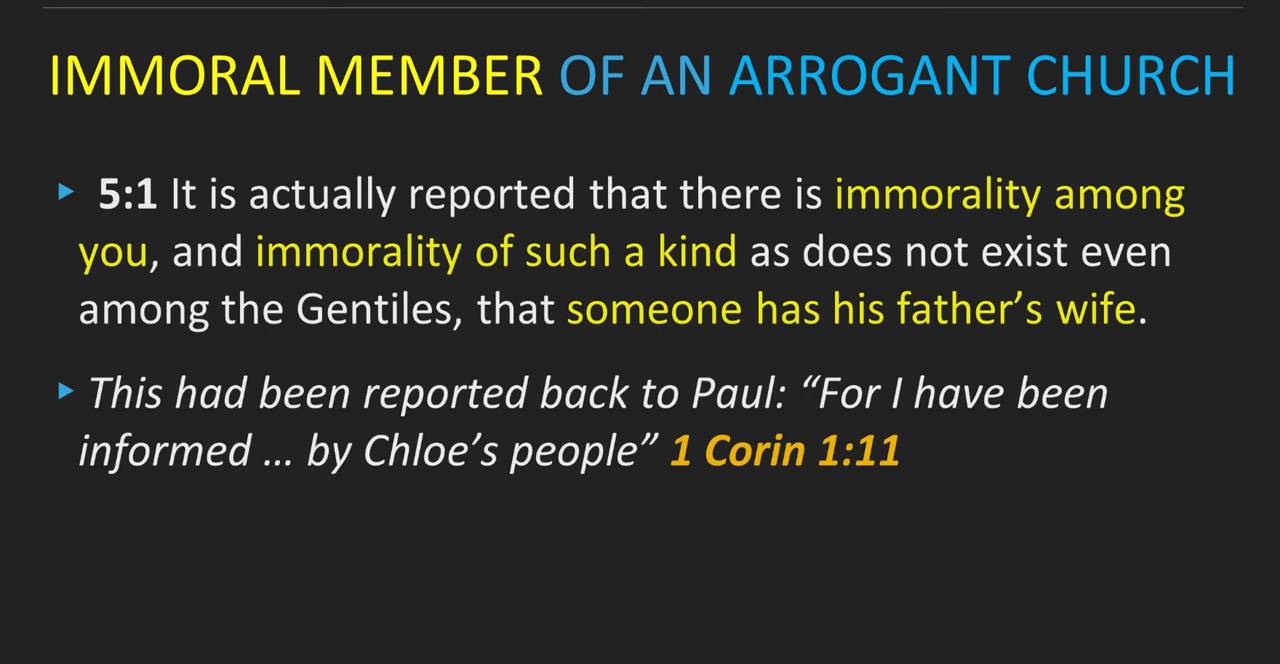 IMMORAL MEMBER OF AN ARROGANT CHURCH
5:1 It is actually reported that there is immorality among
you, and immorality of such a kind as does not exist even
among the Gentiles, that someone has his father’s wife.
This had been reported back to Paul: “For I have been
informed … by Chloe’s people” 1 Corin 1:11